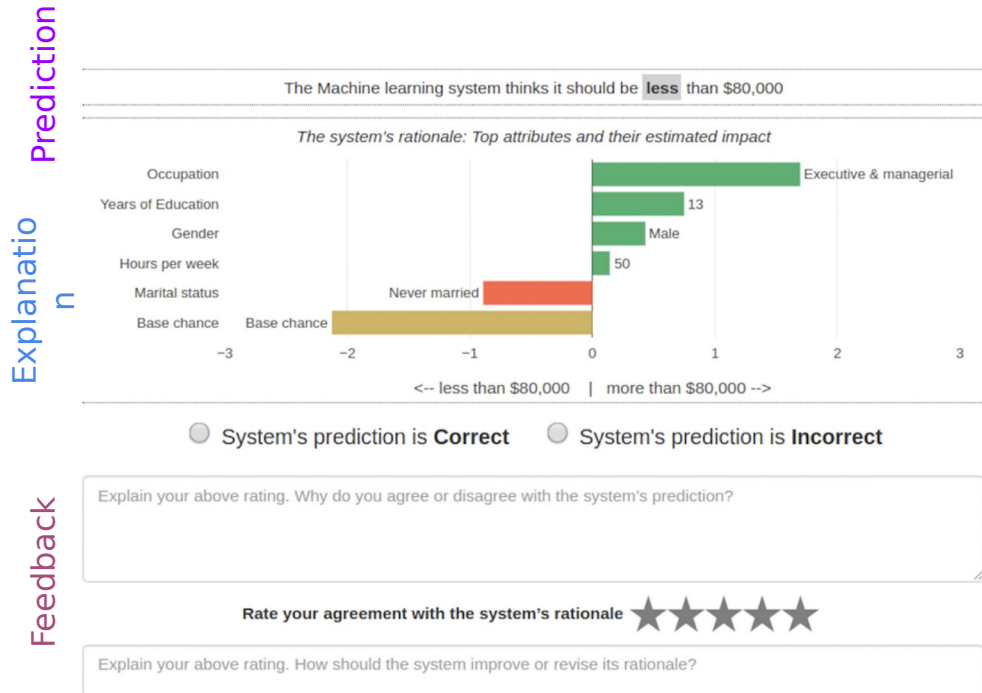 Prediction
The Machine learning system thinks it should be less than $80,000
Explanatio
n
The system's rationale: Top attributes and their estimated impact
Occupation Executive & managerial
Years of Education 13
Gender Male
Hours per week 50
Marital status Never married
Base chance Base chance
−3 −2 −1 0 1 2 3
<-- less than $80,000 | more than $80,000 -->
Feedback
System's prediction is Correct System's prediction is Incorrect
Explain your above rating. Why do you agree or disagree with the system's prediction?
Rate your agreement with the system's rationale
Explain your above rating. How should the system improve or revise its rationale?